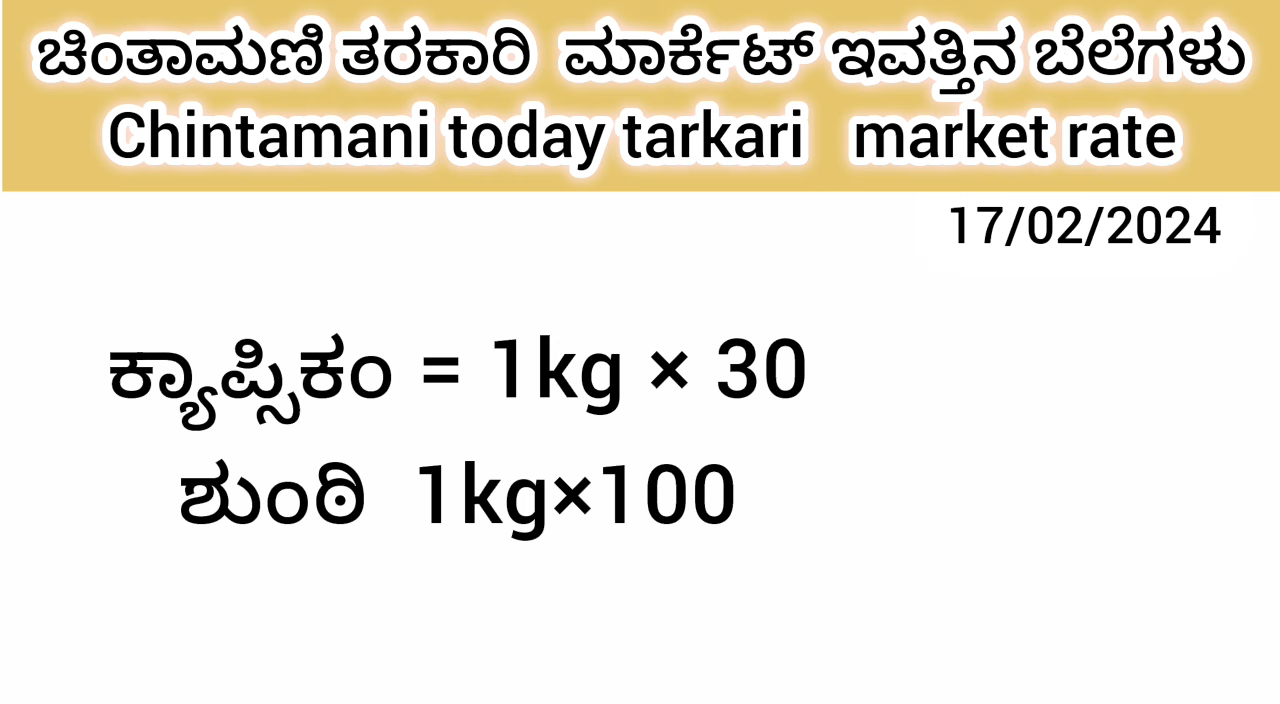 ಚಿಂತಾಮಣಿ ತರಕಾರಿ ಮಾರ್ಕೆಟ್ ಇವತ್ತಿನ ಬೆಲೆಗಳು
Chintamani today tarkari market rate
17/02/2024
ಕ್ಯಾಪ್ಸಿಕಂ = 1kg × 30
ಶುಂಠಿ 1kg×100